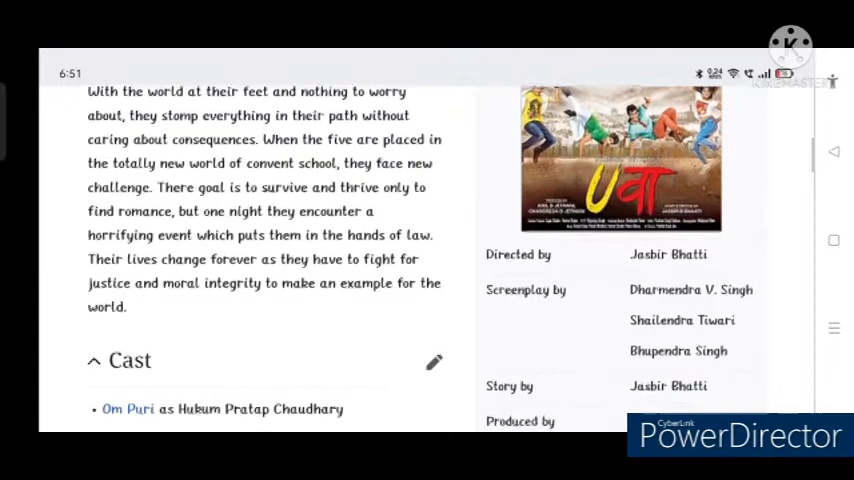 6:51
0.24
KINEMASTER
With the world at their feet and nothing to worry
about, they stomp everything in their path without
caring about consequences. When the five are placed in
the totally new world of convent school, they face new
challenge. There goal is to survive and thrive only to
find romance, but one night they encounter a
horrifying event which puts them in the hands of law.
Their lives change forever as they have to fight for
justice and moral integrity to make an example for the
world.
Cast
• Om Puri as Hukum Pratap Chaudhary
Uवा
Directed by Jasbir Bhatti
Screenplay by Dharmendra V. Singh
Shailendra Tiwari
Bhupendra Singh
Story by Jasbir Bhatti
Produced by
CyberLink
PowerDirector